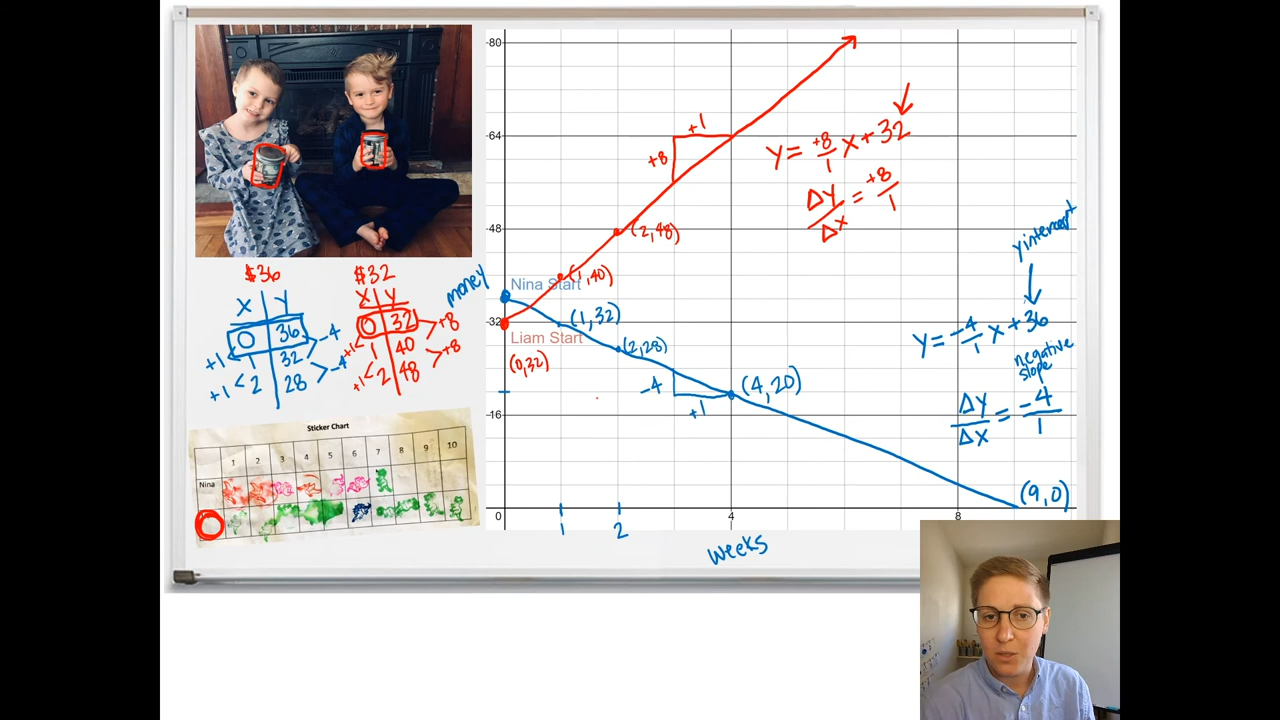 $36
X Y
0 36
1 32
2 28
+1
+1
-4
-4
$32
X Y
0 32
1 40
2 48
+1
+1
+8
+8
money
Sticker Chart
1 2 3 4 5 6 7 8 9 10
Nina
-80
-64
-48
-32
-16
0
1
2
4
8
weeks
Nina Start
Liam Start
(0,32)
(1,40)
(2,48)
+8
+1
Y=+8/1 X+32
ΔY/ΔX=+8/1
(1,32)
(2,28)
-4
+1
(4,20)
(9,0)
y intercept
Y=-4/1 X+36
negative
slope
ΔY/ΔX=-4/1